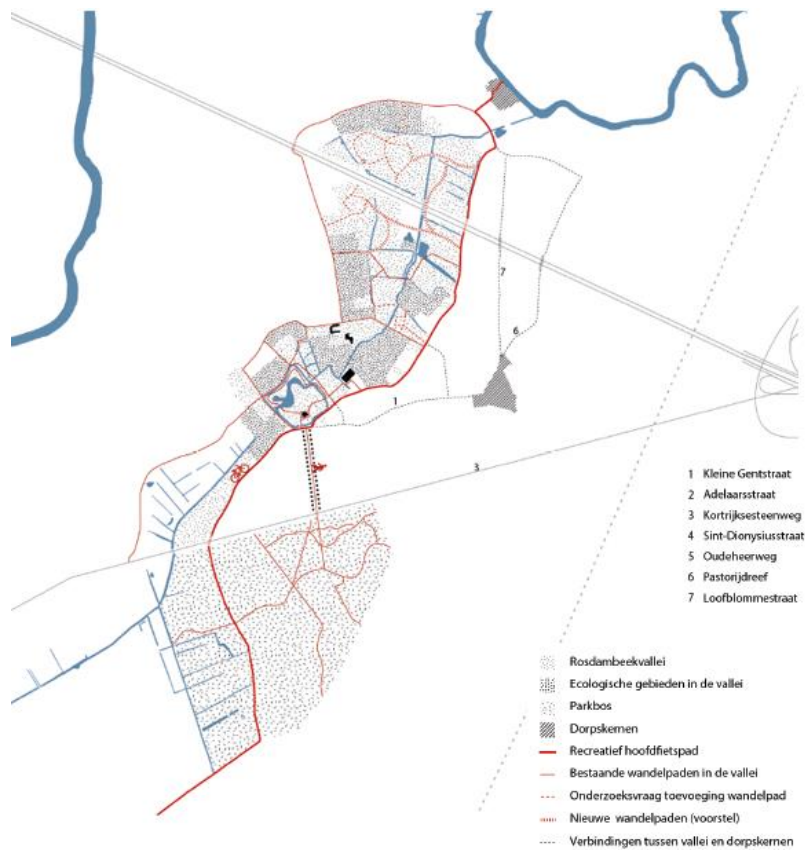 7
6
1
3
1 Kleine Gentstraat
2 Adelaarsstraat
3 Kortrijksesteenweg
4 Sint-Dionysiusstraat
5 Oudeheerweg
6 Pastorijdreef
7 Loofblommestraat
Rosdambeekvallei
Ecologische gebieden in de vallei
Parkbos
Dorpskernen
Recreatief hoofdfietspad
Bestaande wandelpaden in de vallei
Onderzoeksvraag toevoeging wandelpad
Nieuwe wandelpaden (voorstel)
Verbindingen tussen vallei en dorpskernen